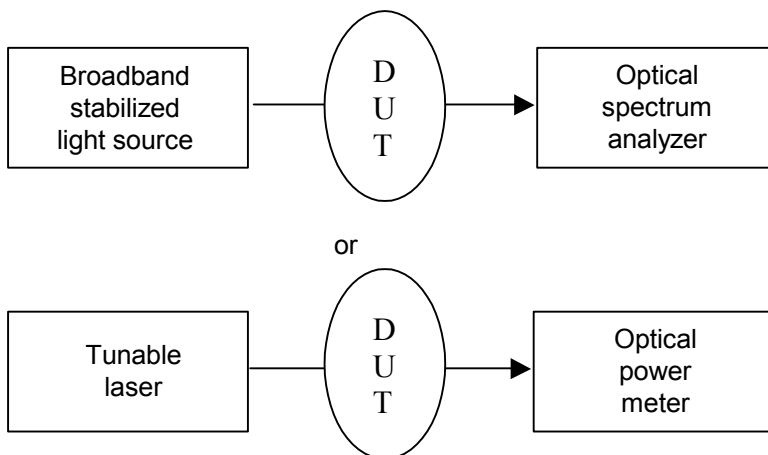 Broadband
stabilized
light source
D
U
T
Optical
spectrum
analyzer
or
Tunable
laser
D
U
T
Optical
power
meter